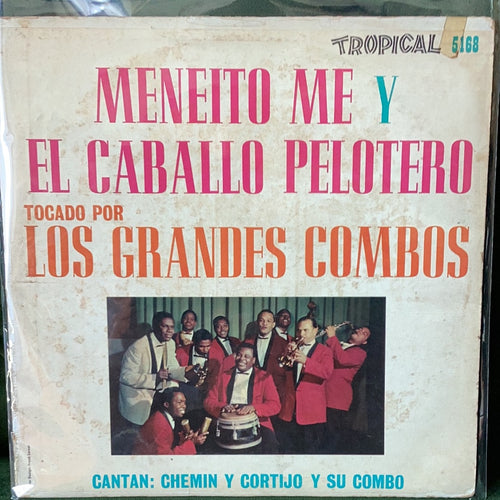 TROPICAL 5168
MENEITO ME Y
EL CABALLO PELOTERO
TOCADO POR
LOS GRANDES COMBOS
CANTAN: CHEMIN Y CORTIJO Y SU COMBO